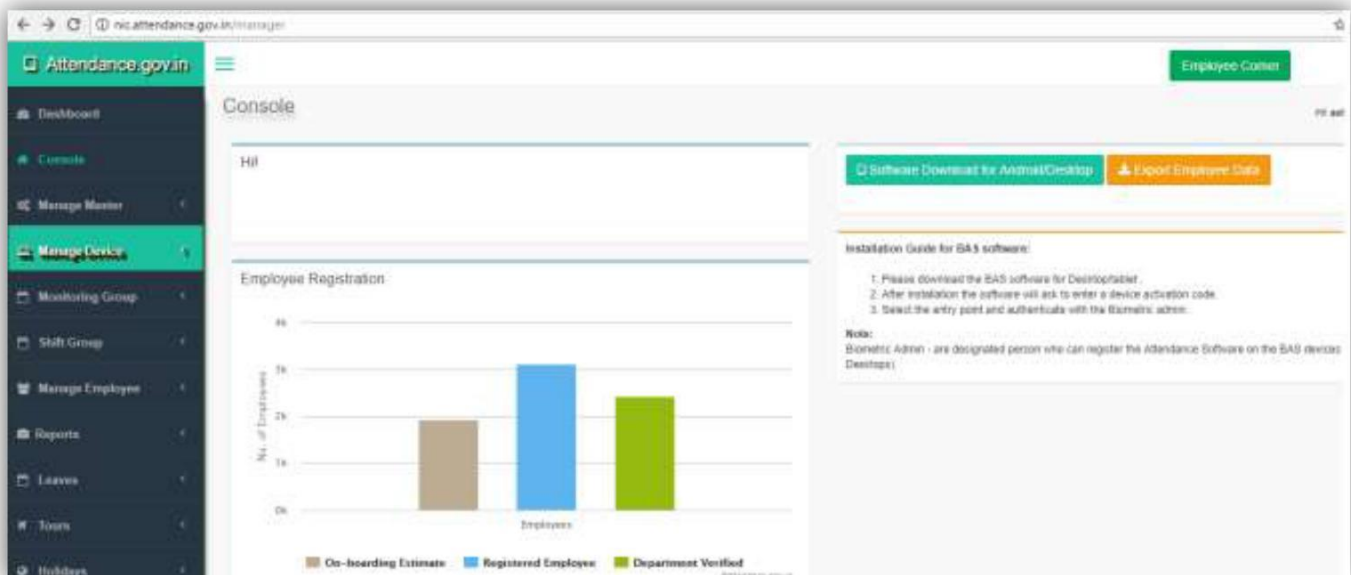 nic.attendance.gov.in/manager
Attendance.gov.in
Employee Corner
Dashboard
Console
Manage Master
Manage Device
Monitoring Group
Shift Group
Manage Employee
Reports
Leaves
Tours
Holidays
Console
Hi!
Software Download for Android/Desktop
Export Employee Data
Installation Guide for BAS software:
1. Please download the BAS software for Desktop/tablet .
2. After installation the software will ask to enter a device activation code.
3. Select the entry point and authenticate with the Biometric admin.
Note:
Biometric Admin - are designated person who can register the Attendance Software on the BAS devices
Desktops)
Employee Registration
4k
3k
2k
1k
0k
No. of Employees
Employees
On-boarding Estimate
Registered Employee
Department Verified